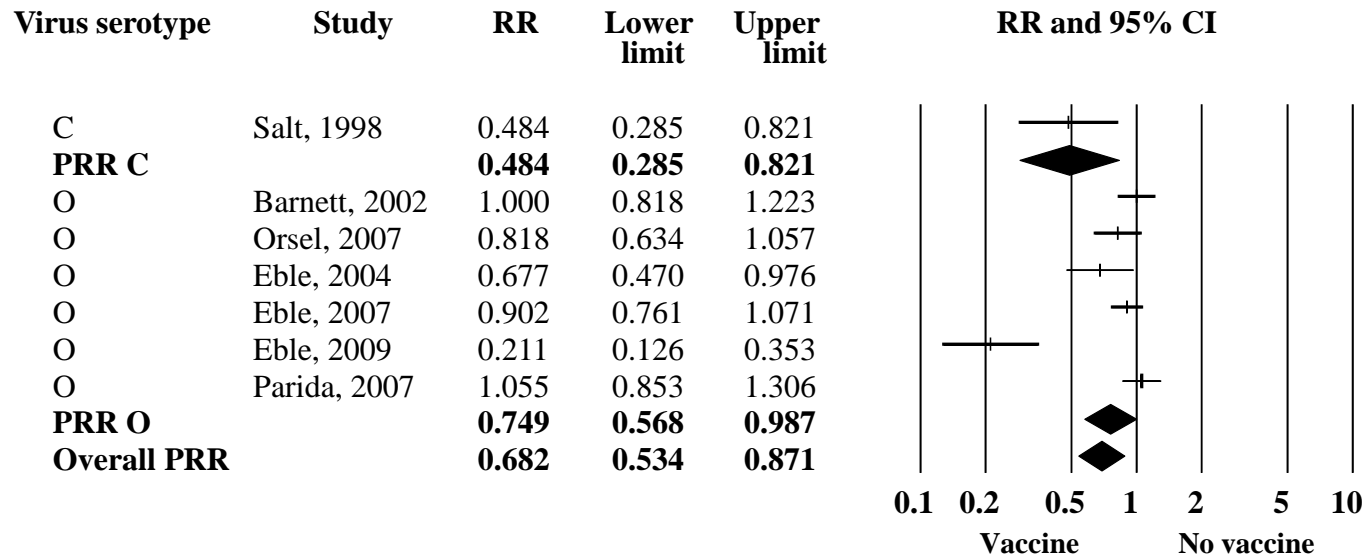 Virus serotype Study RR Lower limit Upper limit RR and 95% CI
C Salt, 1998 0.484 0.285 0.821
PRR C 0.484 0.285 0.821
O Barnett, 2002 1.000 0.818 1.223
O Orsel, 2007 0.818 0.634 1.057
O Eble, 2004 0.677 0.470 0.976
O Eble, 2007 0.902 0.761 1.071
O Eble, 2009 0.211 0.126 0.353
O Parida, 2007 1.055 0.853 1.306
PRR O 0.749 0.568 0.987
Overall PRR 0.682 0.534 0.871
0.1 0.2 0.5 1 2 5 10
Vaccine No vaccine